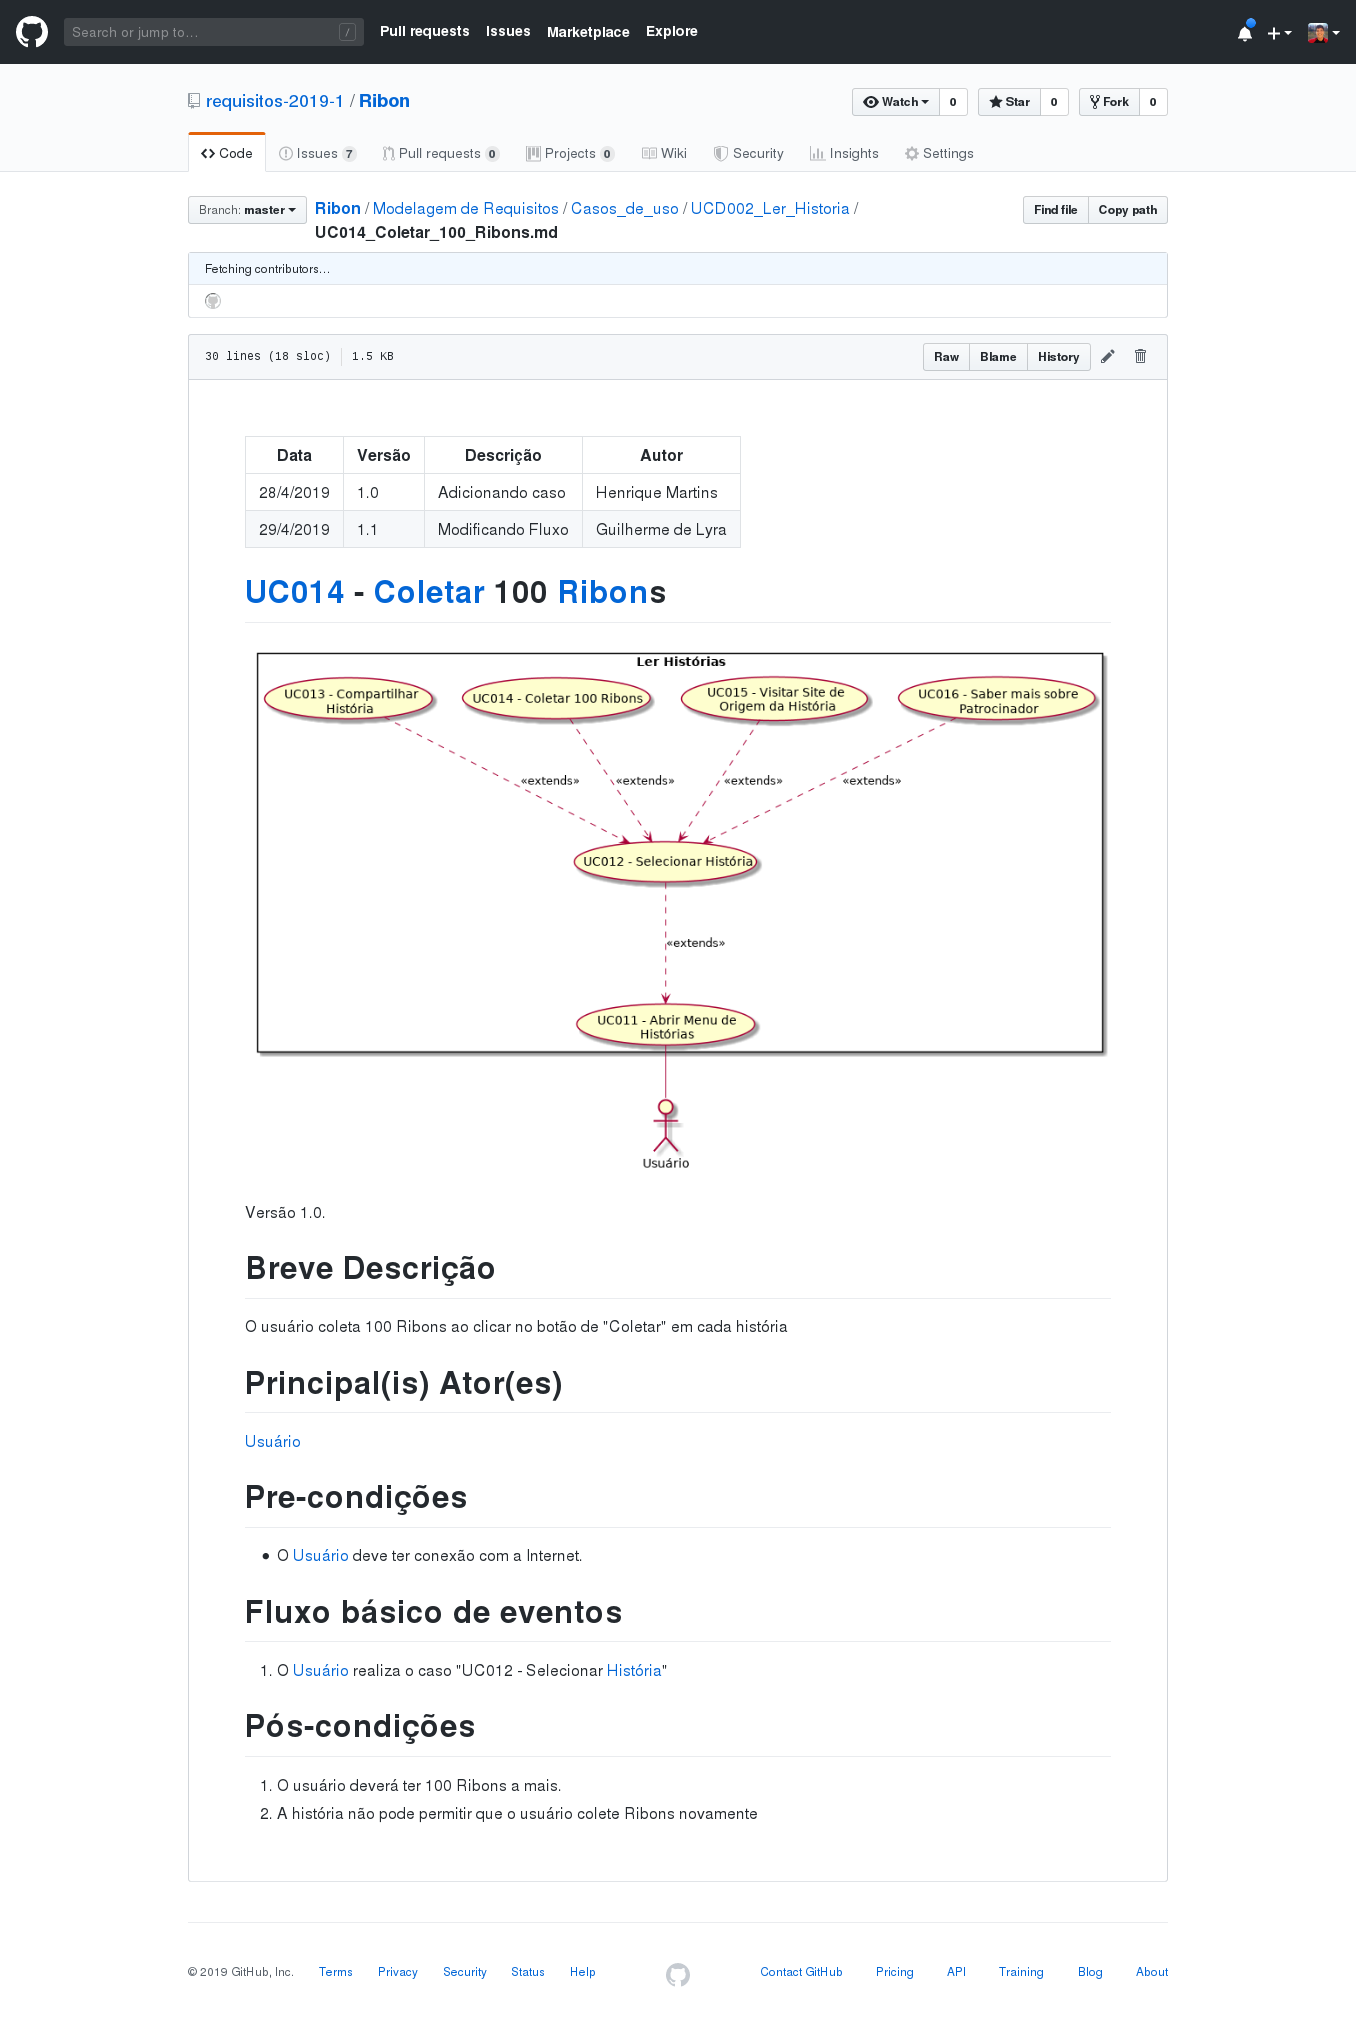 Search or jump to…
/
Pull requests Issues Marketplace Explore
requisitos-2019-1 / Ribon
Watch 0 Star 0 Fork 0
Code Issues 7 Pull requests 0 Projects 0 Wiki Security Insights Settings
Branch: master Ribon / Modelagem de Requisitos / Casos_de_uso / UCD002_Ler_Historia /
UC014_Coletar_100_Ribons.md
Find file Copy path
Fetching contributors…
30 lines (18 sloc) 1.5 KB
Raw Blame History
Data Versão Descrição Autor
28/4/2019 1.0 Adicionando caso Henrique Martins
29/4/2019 1.1 Modificando Fluxo Guilherme de Lyra
UC014 - Coletar 100 Ribons
Ler Histórias
UC013 - Compartilhar
História
UC014 - Coletar 100 Ribons
UC015 - Visitar Site de
Origem da História
UC016 - Saber mais sobre
Patrocinador
«extends» «extends» «extends» «extends»
UC012 - Selecionar História
«extends»
UC011 - Abrir Menu de
Histórias
Usuário
Versão 1.0.
Breve Descrição
O usuário coleta 100 Ribons ao clicar no botão de "Coletar" em cada história
Principal(is) Ator(es)
Usuário
Pre-condições
• O Usuário deve ter conexão com a Internet.
Fluxo básico de eventos
1. O Usuário realiza o caso "UC012 - Selecionar História"
Pós-condições
1. O usuário deverá ter 100 Ribons a mais.
2. A história não pode permitir que o usuário colete Ribons novamente
© 2019 GitHub, Inc. Terms Privacy Security Status Help Contact GitHub Pricing API Training Blog About